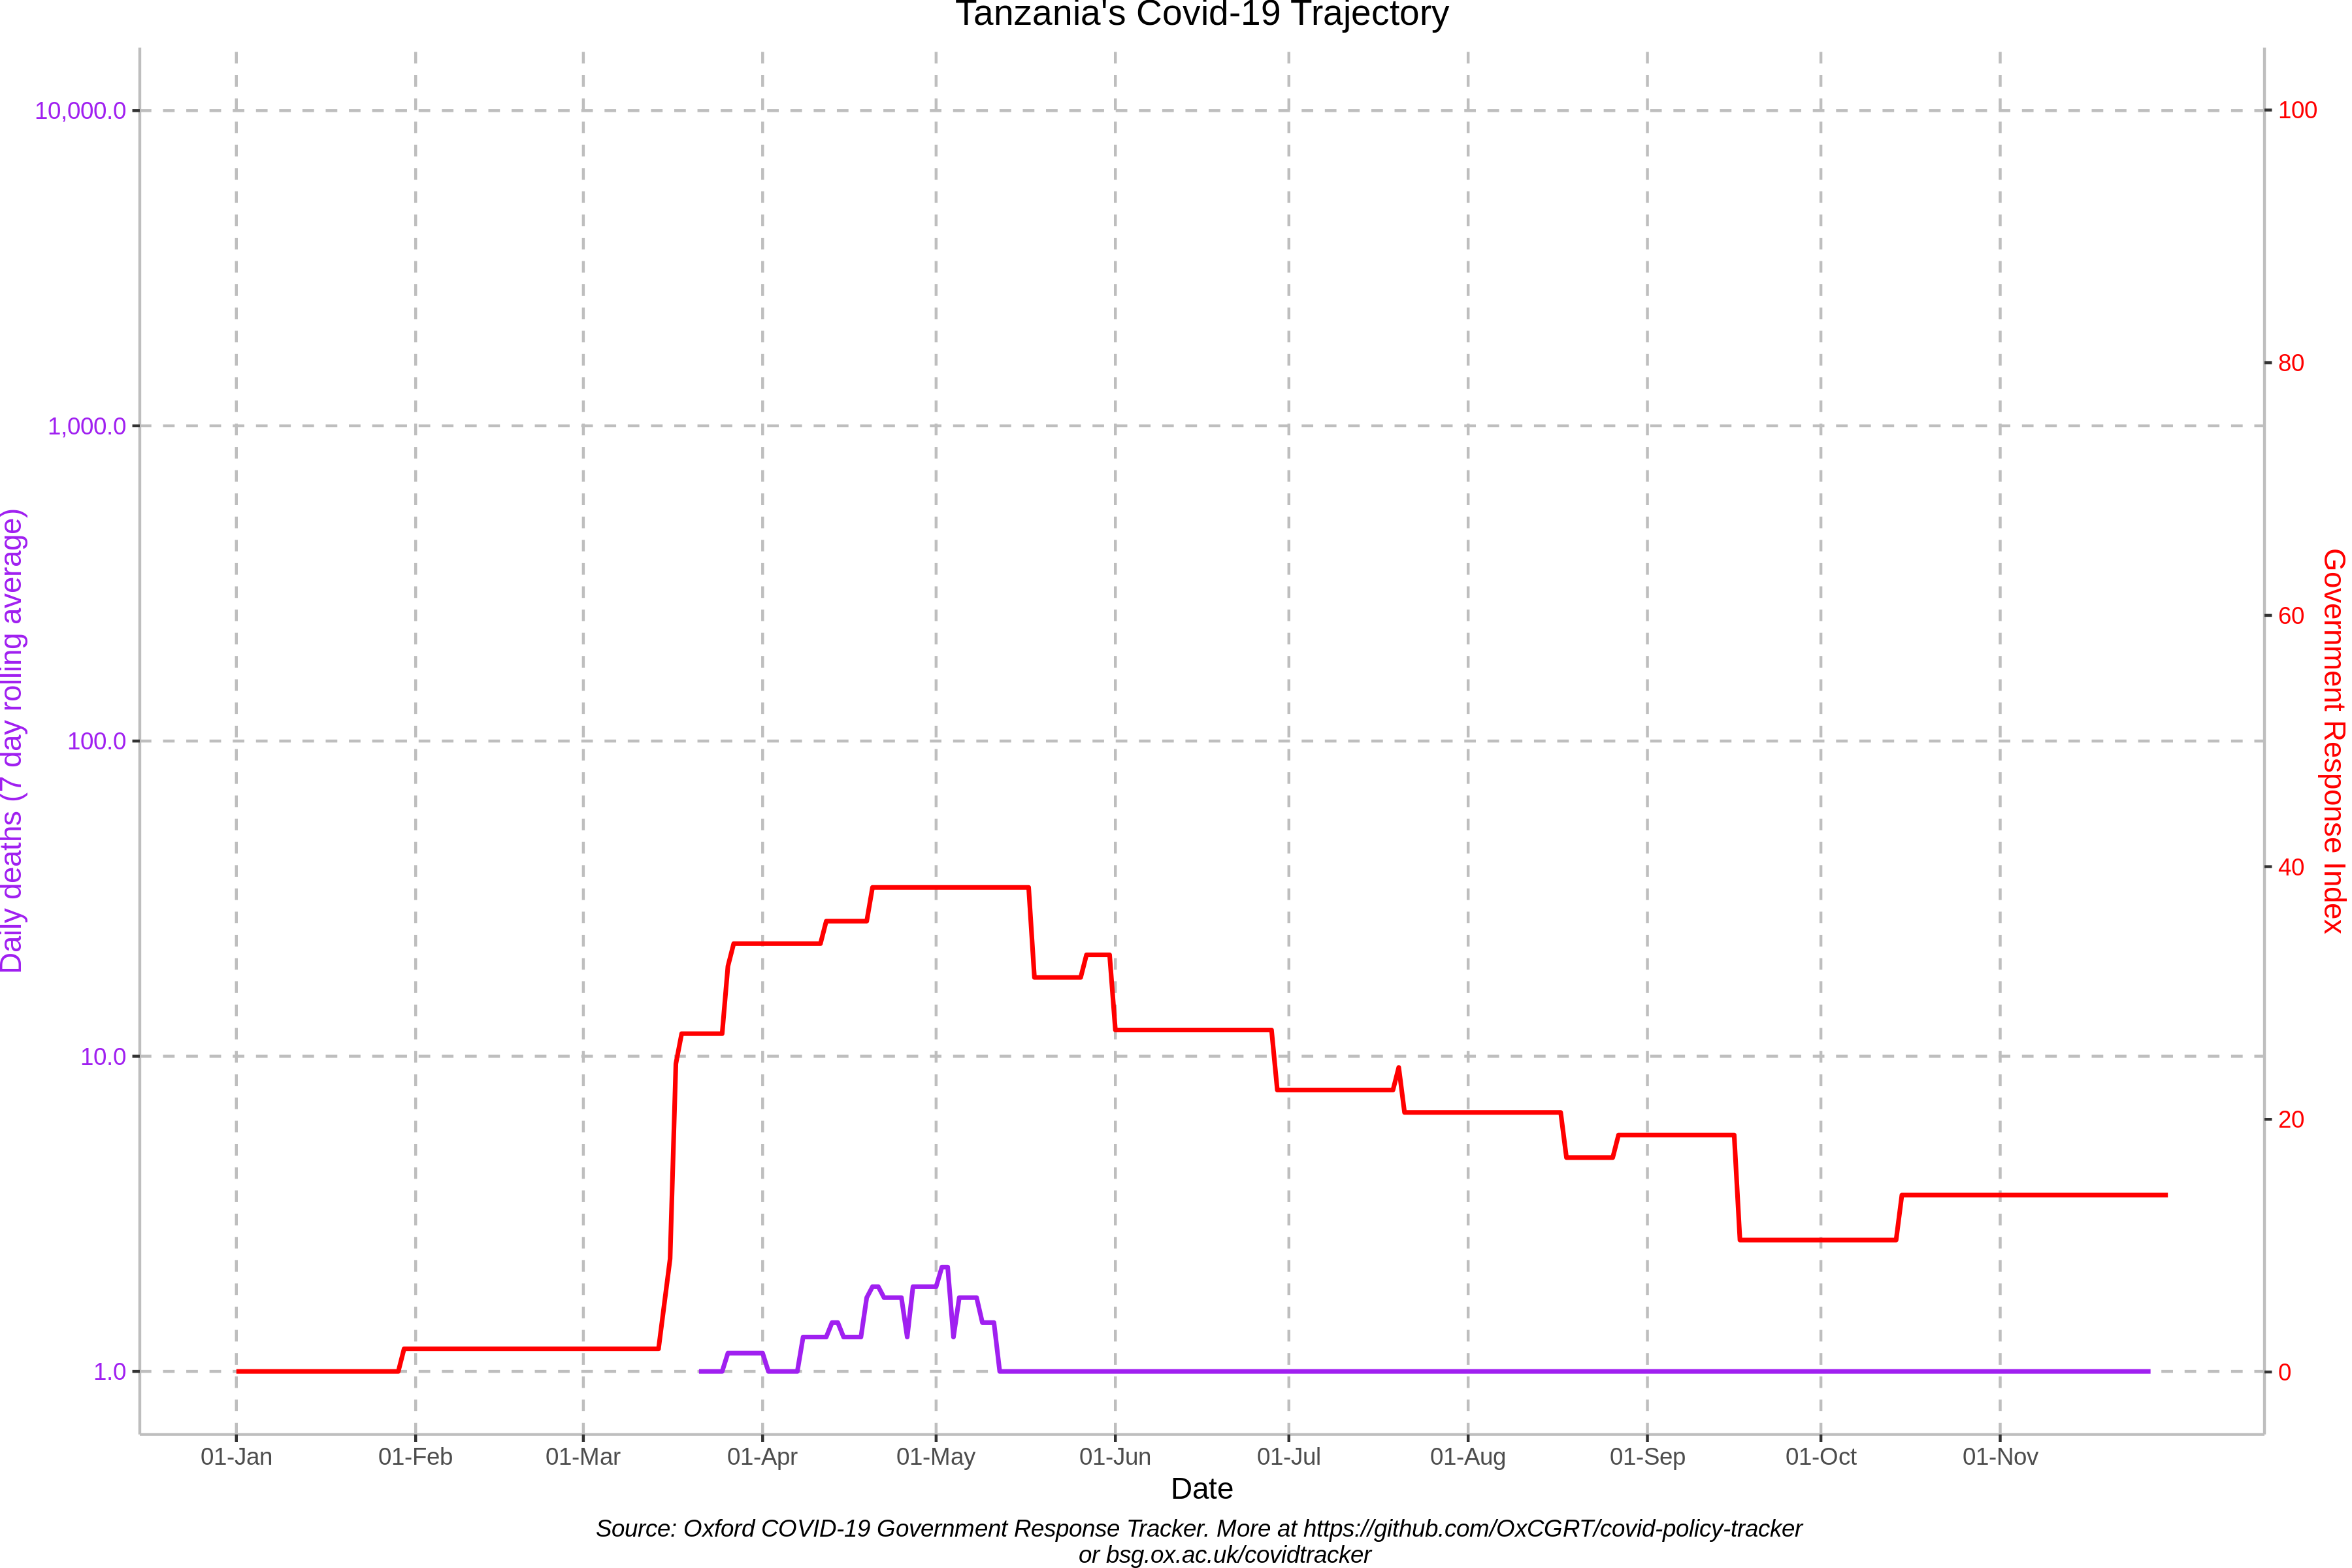 Tanzania's Covid-19 Trajectory
10,000.0
1,000.0
100.0
10.0
1.0
Daily deaths (7 day rolling average)
100
80
60
40
20
0
Government Response Index
01-Jan 01-Feb 01-Mar 01-Apr 01-May 01-Jun 01-Jul 01-Aug 01-Sep 01-Oct 01-Nov
Date
Source: Oxford COVID-19 Government Response Tracker. More at https://github.com/OxCGRT/covid-policy-tracker
or bsg.ox.ac.uk/covidtracker